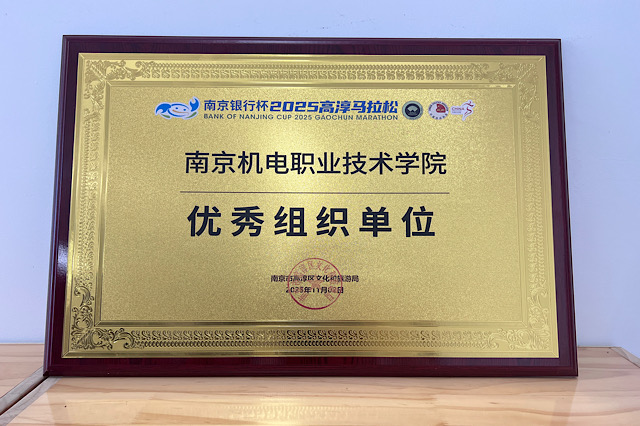 南京银行杯2025高淳马拉松
BANK OF NANJING CUP 2025 GAOCHUN MARATHON
南京机电职业技术学院
优秀组织单位
南京市高淳区文化和旅游局
2025年11月02日